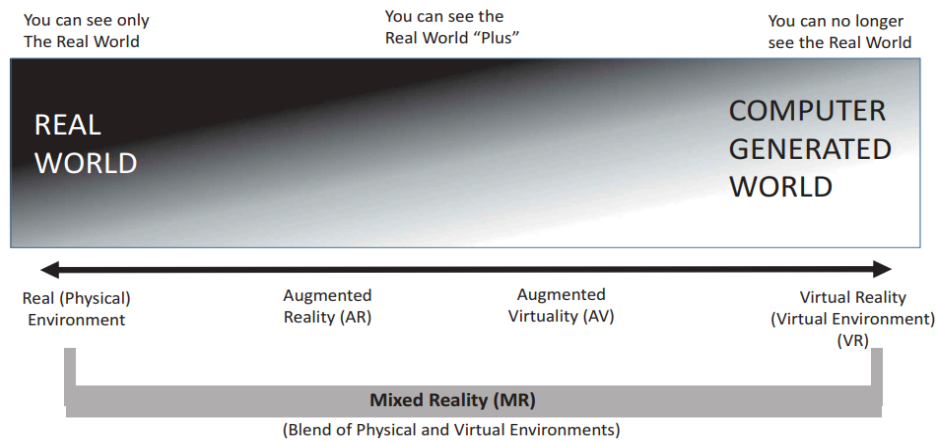 You can see only
The Real World
You can see the
Real World “Plus”
You can no longer
see the Real World
REAL
WORLD
COMPUTER
GENERATED
WORLD
Real (Physical)
Environment
Augmented
Reality (AR)
Augmented
Virtuality (AV)
Virtual Reality
(Virtual Environment)
(VR)
Mixed Reality (MR)
(Blend of Physical and Virtual Environments)